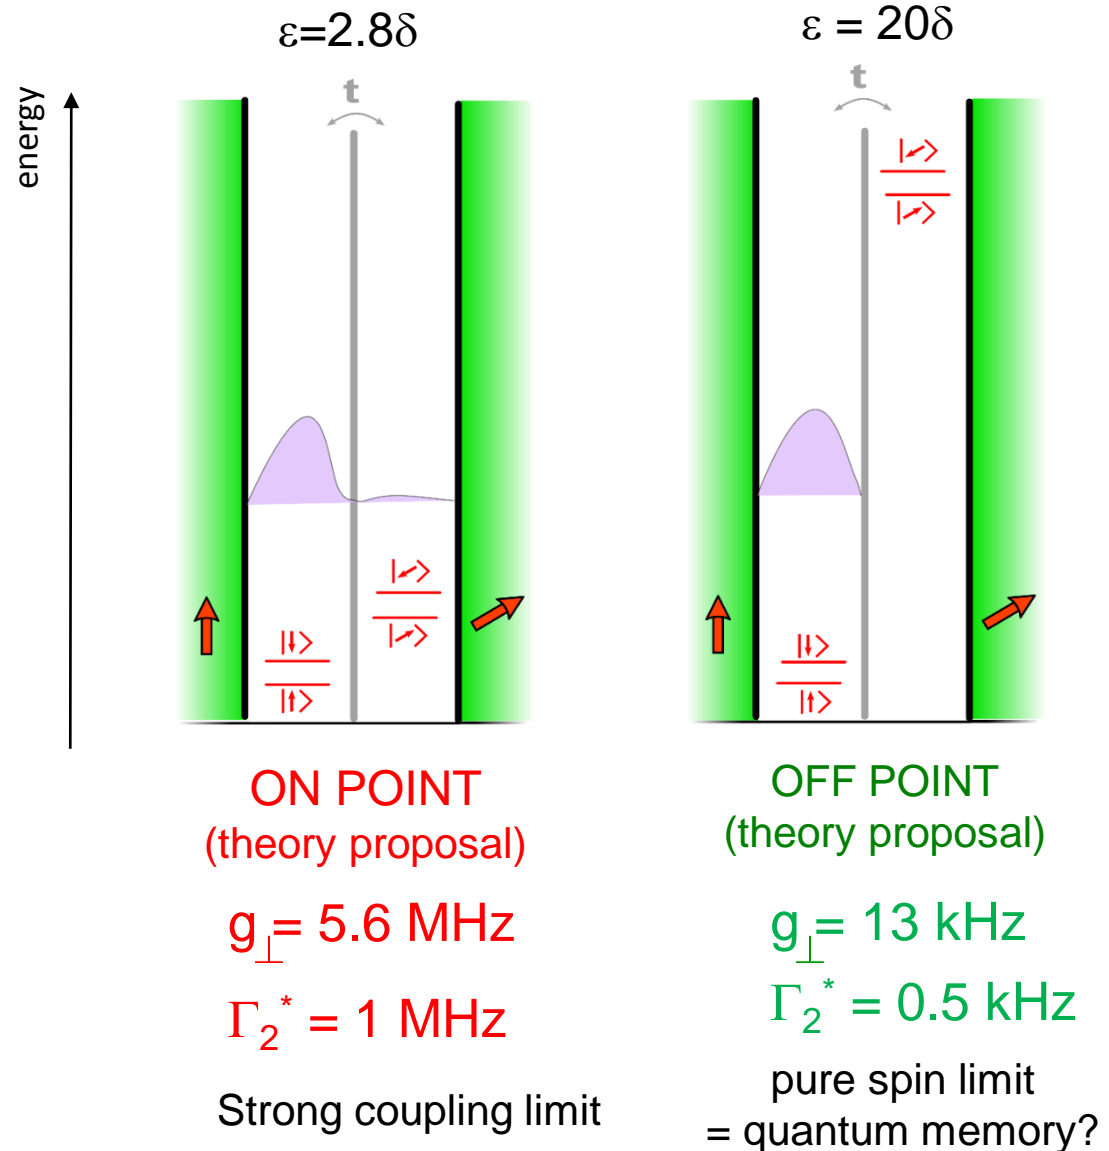 ε=2.8δ
ε = 20δ
energy
t
t
|↙⟩
|↗⟩
|↙⟩
|↗⟩
|↓⟩
|↑⟩
|↓⟩
|↑⟩
ON POINT
(theory proposal)
g⊥= 5.6 MHz
Γ₂* = 1 MHz
Strong coupling limit
OFF POINT
(theory proposal)
g⊥= 13 kHz
Γ₂* = 0.5 kHz
pure spin limit
= quantum memory?